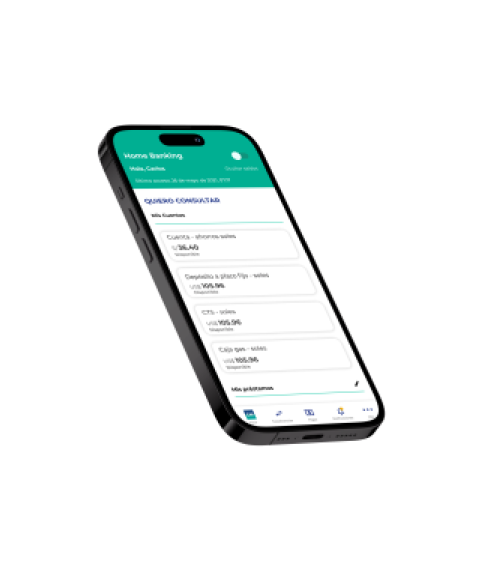 Home Banking
Hola, Carlos
Ocultar saldos
QUIERO CONSULTAR
Mis Cuentas
Cuenta - ahorros soles
S/ 36.40
Disponible
Depósito a plazo fijo - soles
US$ 105.96
Disponible
CTS - soles
US$ 105.96
Disponible
Caja gas - soles
US$ 105.96
Disponible
Mis préstamos